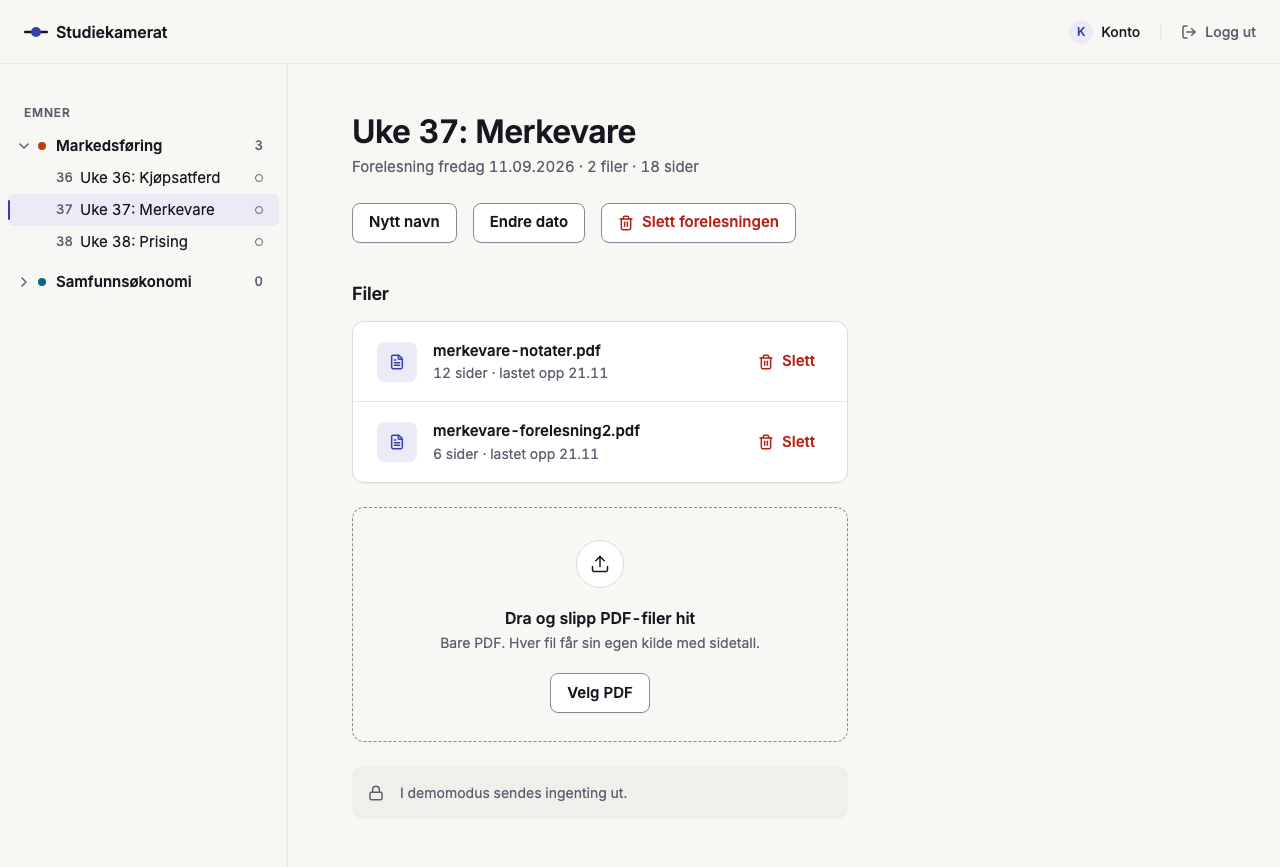 Studiekamerat
K Konto
Logg ut
EMNER
Markedsføring 3
36 Uke 36: Kjøpsatferd
37 Uke 37: Merkevare
38 Uke 38: Prising
Samfunnsøkonomi 0
Uke 37: Merkevare
Forelesning fredag 11.09.2026 · 2 filer · 18 sider
Nytt navn
Endre dato
Slett forelesningen
Filer
merkevare-notater.pdf
12 sider · lastet opp 21.11
Slett
merkevare-forelesning2.pdf
6 sider · lastet opp 21.11
Slett
Dra og slipp PDF-filer hit
Bare PDF. Hver fil får sin egen kilde med sidetall.
Velg PDF
I demomodus sendes ingenting ut.